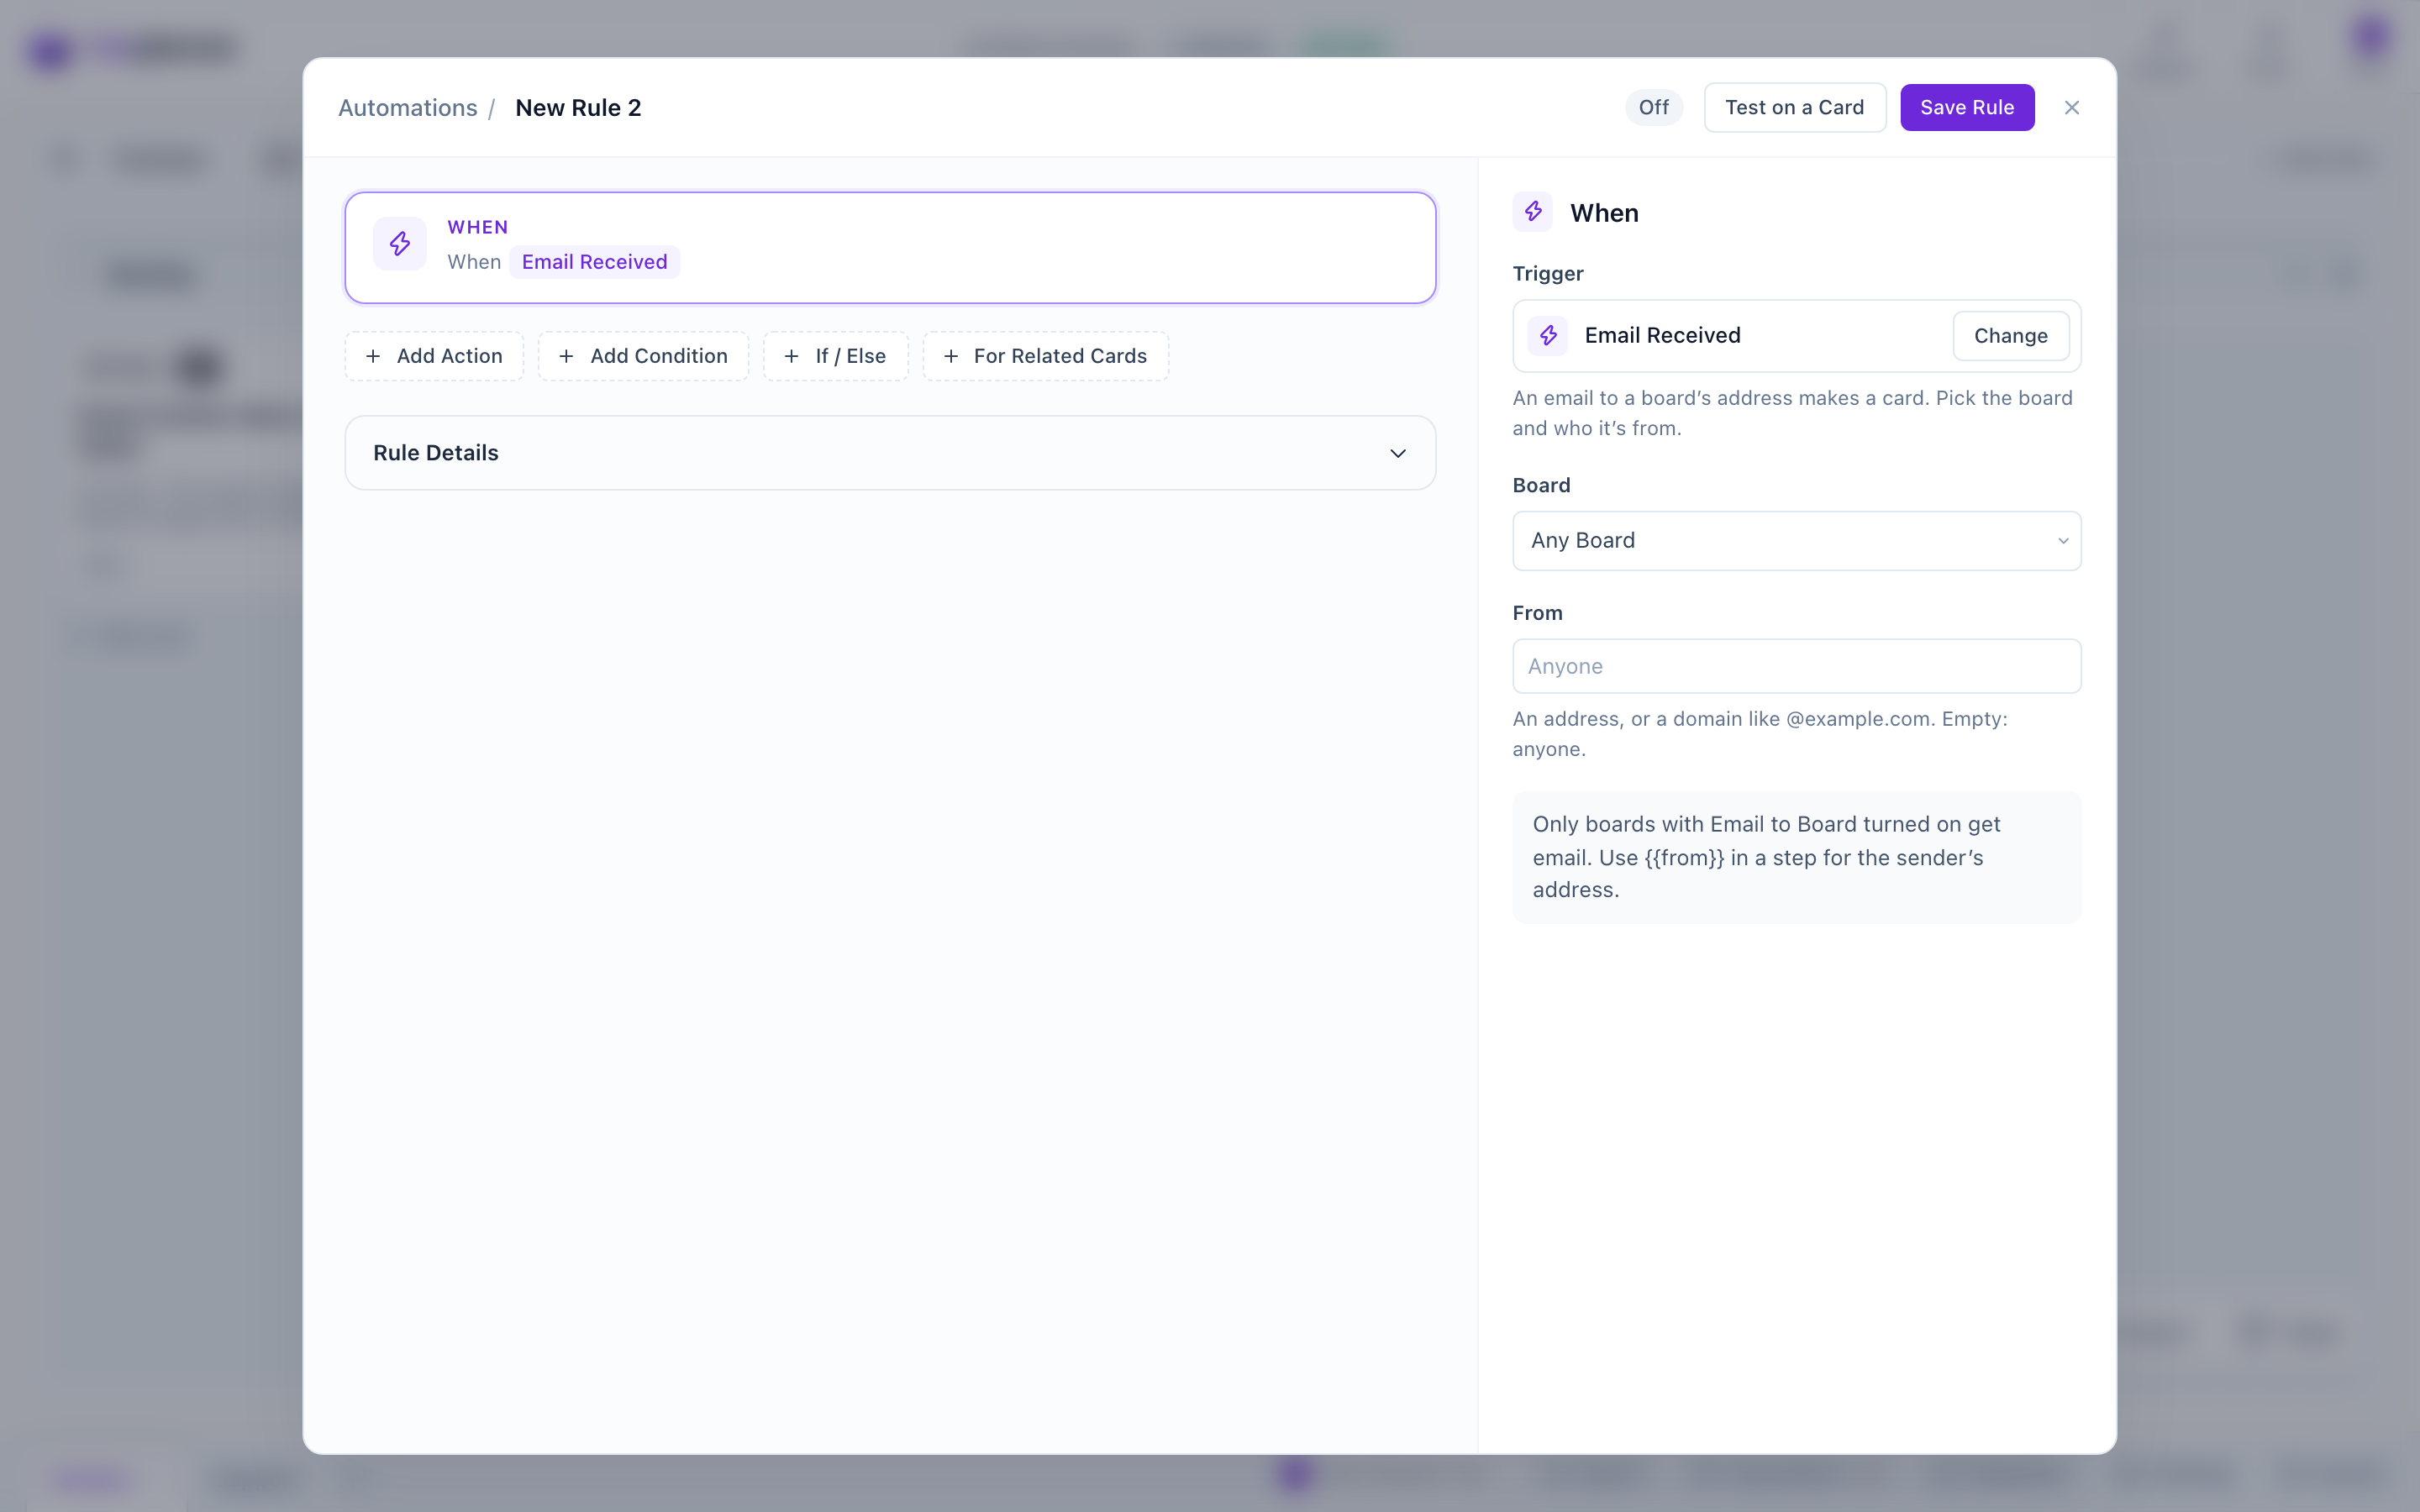 Automations / New Rule 2
Off
Test on a Card
Save Rule
WHEN
When Email Received
+ Add Action
+ Add Condition
+ If / Else
+ For Related Cards
Rule Details
When
Trigger
Email Received
Change
An email to a board’s address makes a card. Pick the board
and who it’s from.
Board
Any Board
From
Anyone
An address, or a domain like @example.com. Empty:
anyone.
Only boards with Email to Board turned on get
email. Use {{from}} in a step for the sender’s
address.